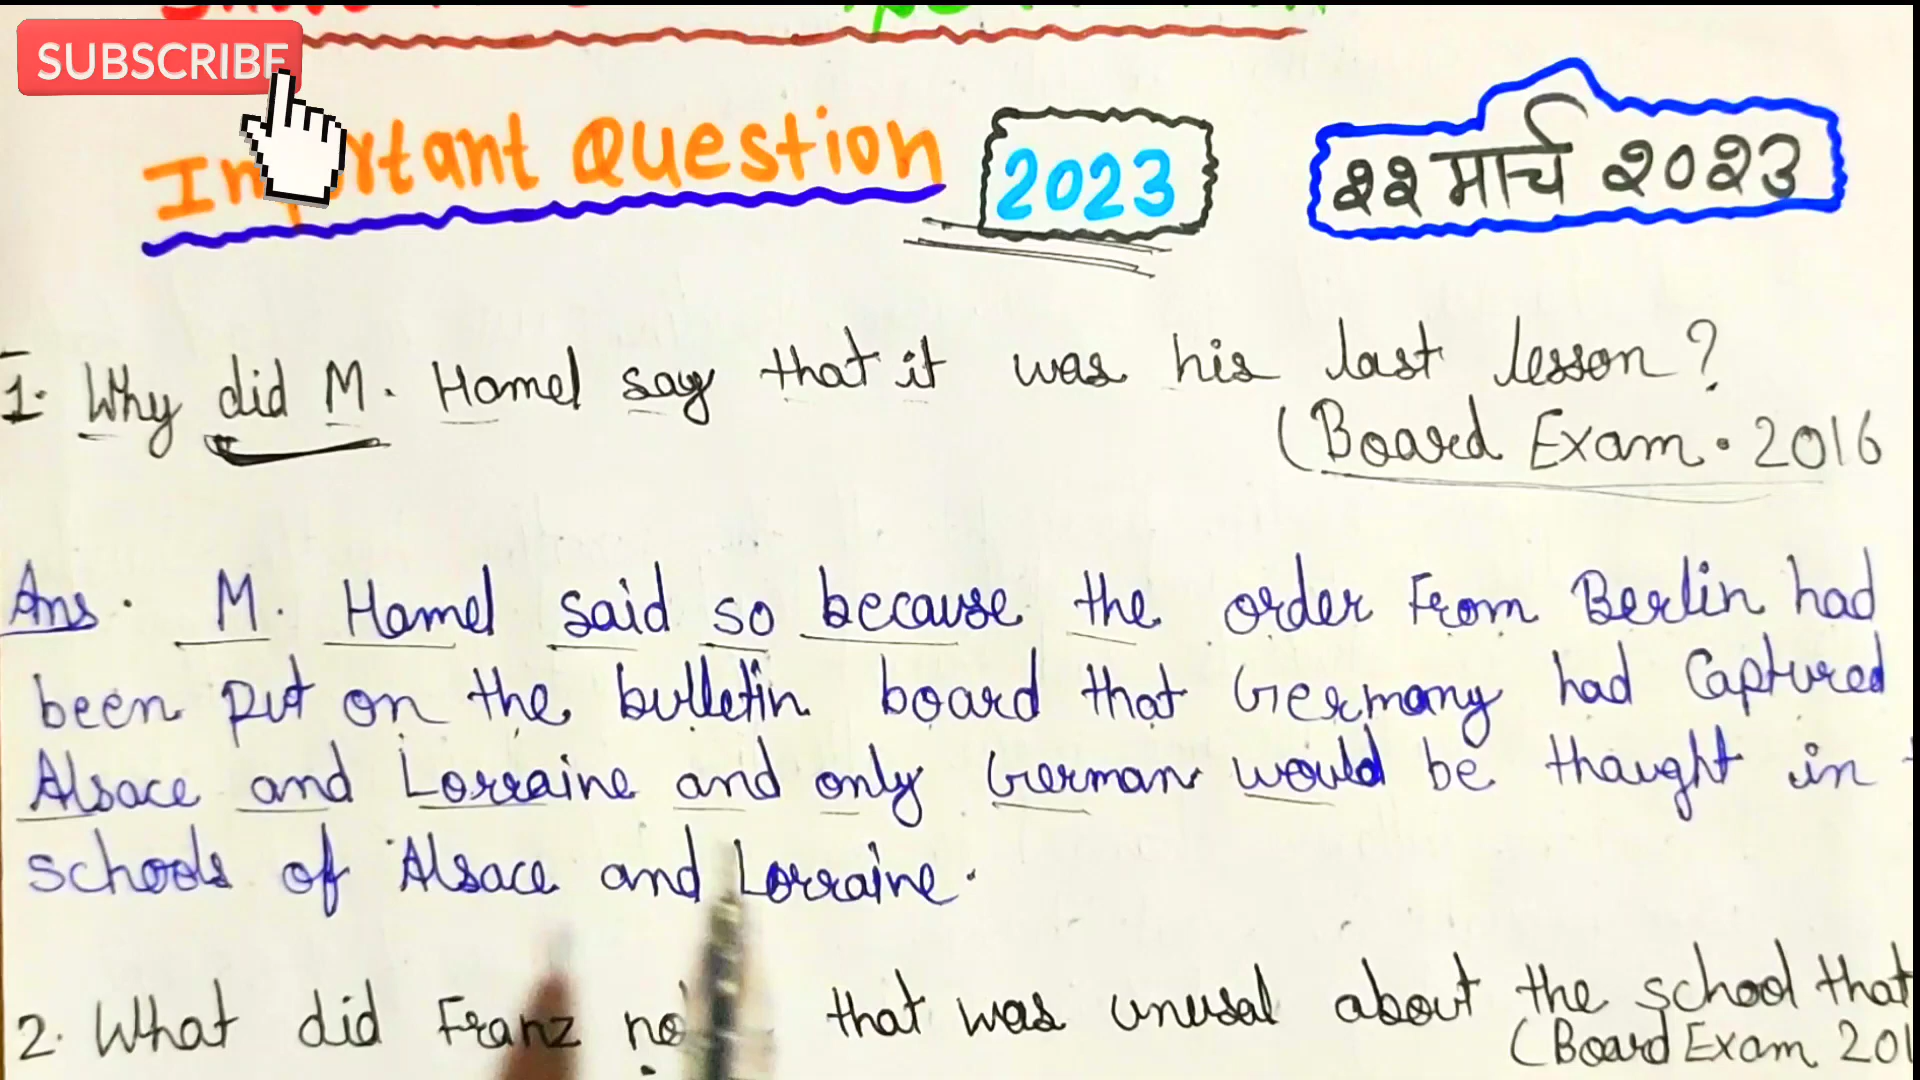 SUBSCRIBE
Important Question 2023 २२ मार्च २०२३
1. Why did M. Hamel say that it was his last lesson?
(Board Exam. 2016
Ans. M. Hamel said so because the order From Berlin had
been put on the bulletin board that Germany had Captured
Alsace and Lorraine and only German would be thaught in
schools of Alsace and Lorraine.
2. What did Franz that was unusal about the school that
(Board Exam 201